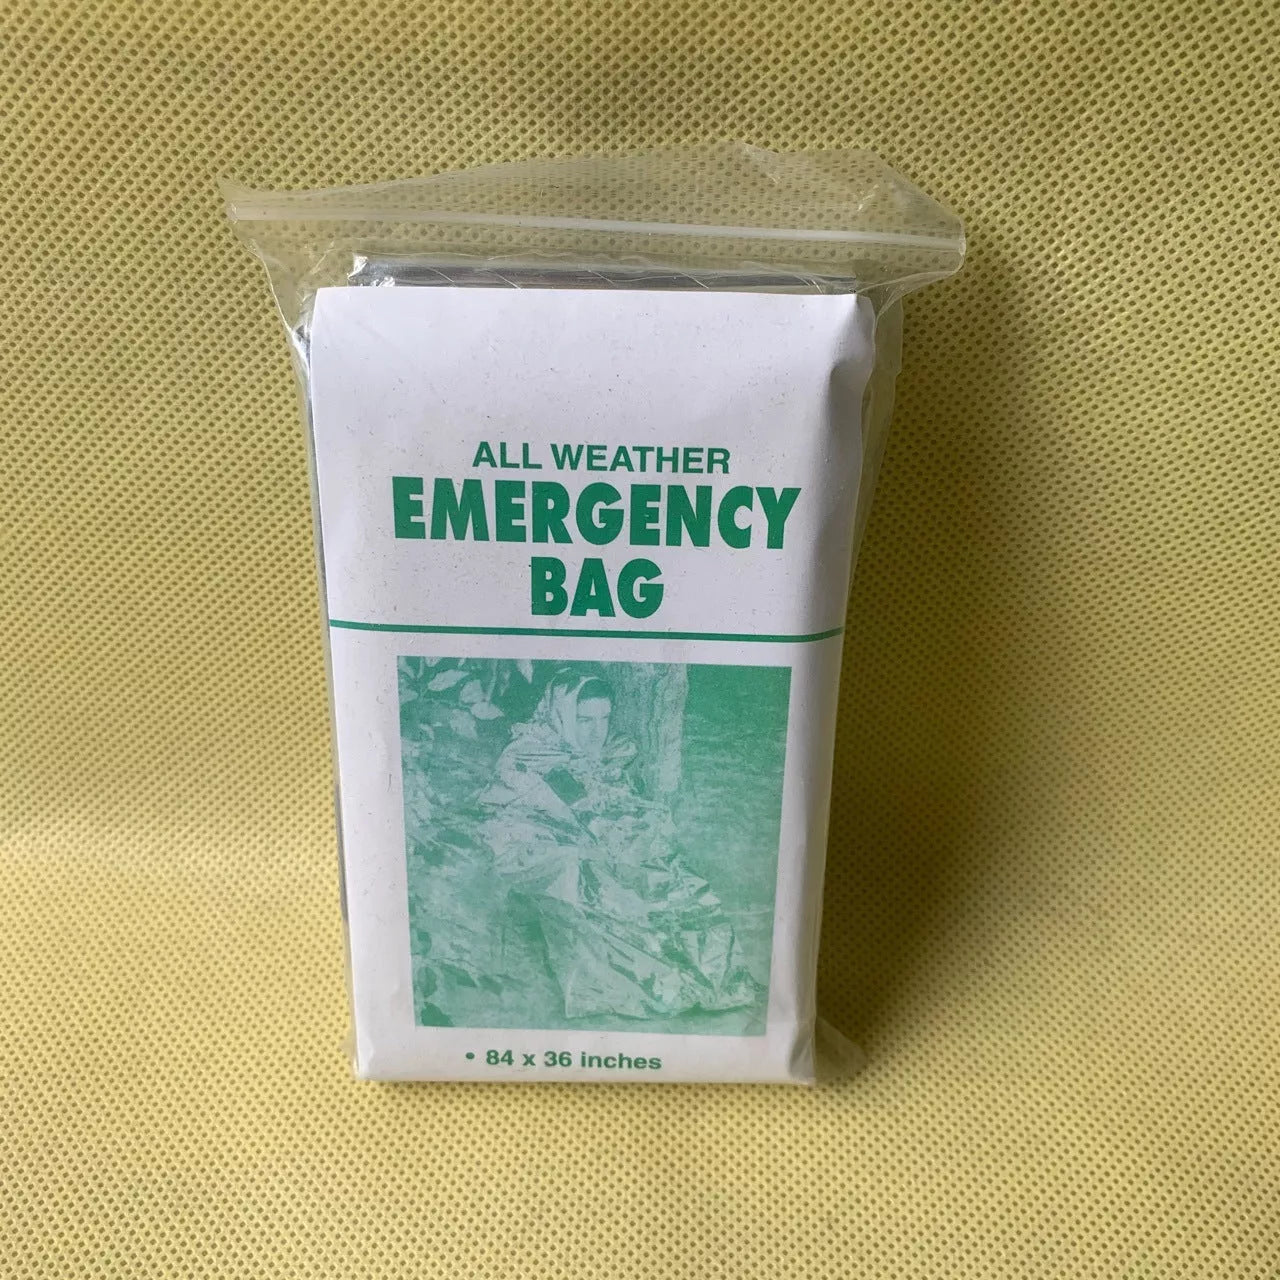 ALL WEATHER
EMERGENCY
BAG
• 84 x 36 inches